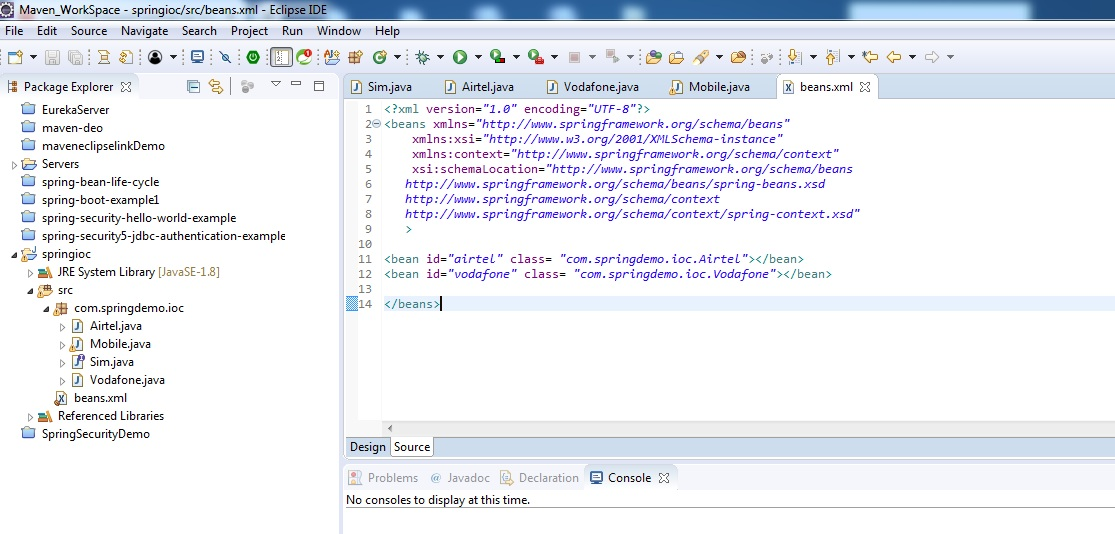 Maven_WorkSpace - springioc/src/beans.xml - Eclipse IDE
File Edit Source Navigate Search Project Run Window Help
Package Explorer
EurekaServer
maven-deo
maveneclipselinkDemo
Servers
spring-bean-life-cycle
spring-boot-example1
spring-security-hello-world-example
spring-security5-jdbc-authentication-example
springioc
JRE System Library [JavaSE-1.8]
src
com.springdemo.ioc
Airtel.java
Mobile.java
Sim.java
Vodafone.java
beans.xml
Referenced Libraries
SpringSecurityDemo
Sim.java Airtel.java Vodafone.java Mobile.java beans.xml
1 <?xml version="1.0" encoding="UTF-8"?>
2 <beans xmlns="http://www.springframework.org/schema/beans"
3 xmlns:xsi="http://www.w3.org/2001/XMLSchema-instance"
4 xmlns:context="http://www.springframework.org/schema/context"
5 xsi:schemaLocation="http://www.springframework.org/schema/beans
6 http://www.springframework.org/schema/beans/spring-beans.xsd
7 http://www.springframework.org/schema/context
8 http://www.springframework.org/schema/context/spring-context.xsd"
9 >
10
11 <bean id="airtel" class= "com.springdemo.ioc.Airtel"></bean>
12 <bean id="vodafone" class= "com.springdemo.ioc.Vodafone"></bean>
13
14 </beans>
Design Source
Problems Javadoc Declaration Console
No consoles to display at this time.